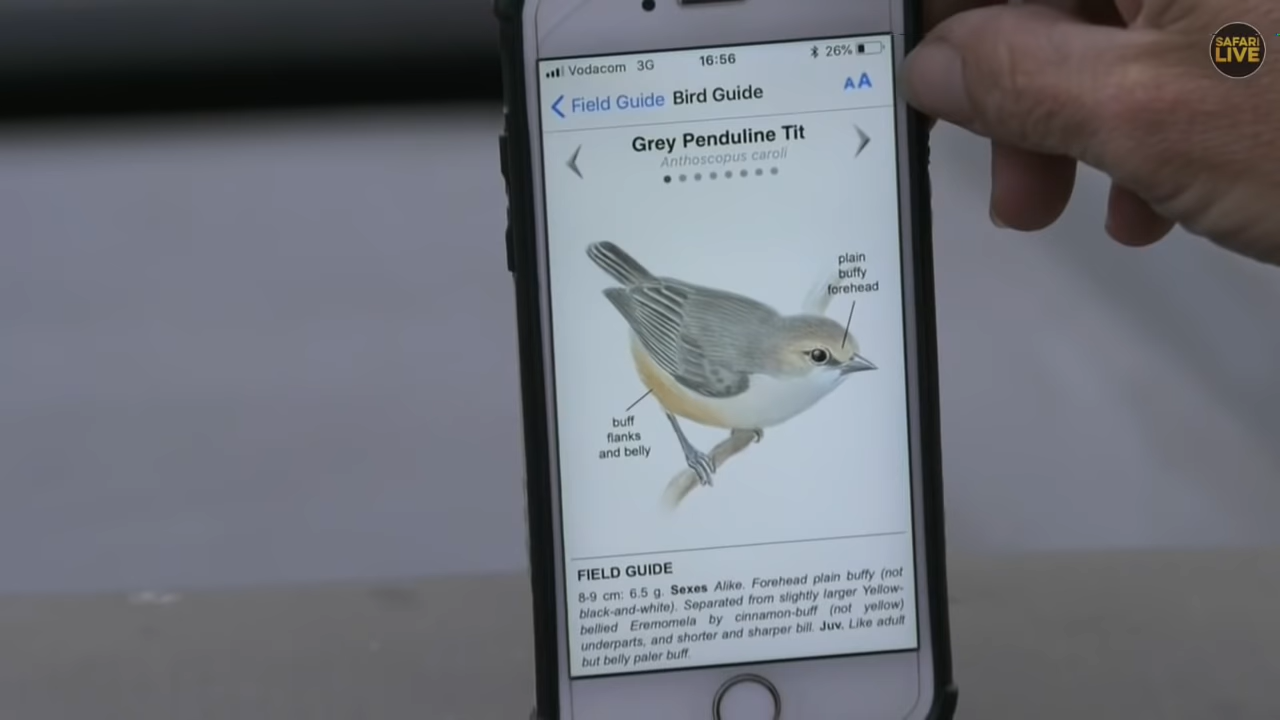 SAFARI
LIVE
Vodacom 3G 16:56 26%
Field Guide Bird Guide AA
Grey Penduline Tit
Anthoscopus caroli
plain
buffy
forehead
buff
flanks
and belly
FIELD GUIDE
8-9 cm: 6.5 g. Sexes Alike. Forehead plain buffy (not
black-and-white). Separated from slightly larger Yellow-
bellied Eremomela by cinnamon-buff (not yellow)
underparts, and shorter and sharper bill. Juv. Like adult
but belly paler buff.